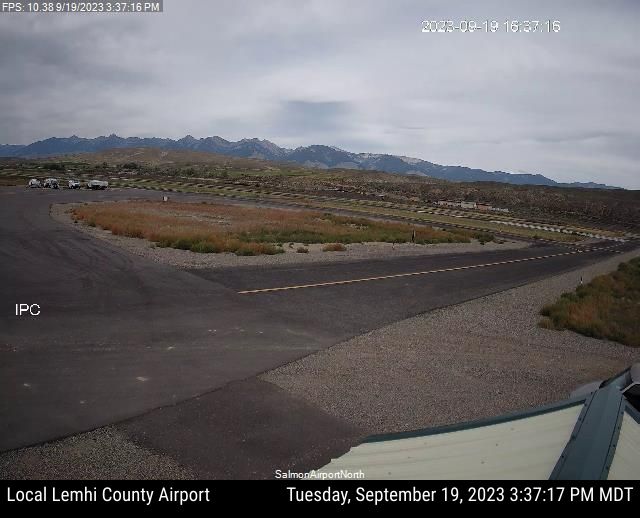 FPS: 10.38 9/19/2023 3:37:16 PM
2023-09-19 16:37:16
IPC
SalmonAirportNorth
Local Lemhi County Airport
Tuesday, September 19, 2023 3:37:17 PM MDT